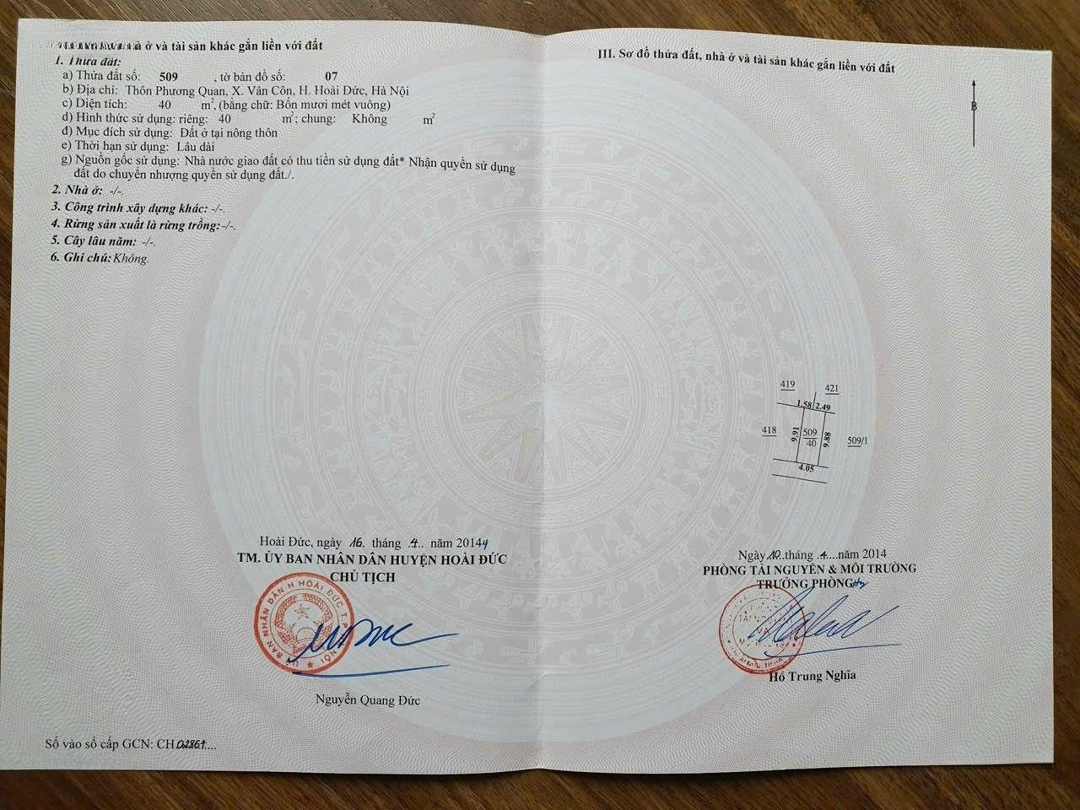 à ở và tài sản khác gắn liền với đất
1. Thửa đất:
a) Thửa đất số: 509 , tờ bản đồ số: 07
b) Địa chỉ: Thôn Phương Quan, X. Vân Côn, H. Hoài Đức, Hà Nội
c) Diện tích: 40 m², (bằng chữ: Bốn mươi mét vuông)
d) Hình thức sử dụng: riêng: 40 m²; chung: Không m²
đ) Mục đích sử dụng: Đất ở tại nông thôn
e) Thời hạn sử dụng: Lâu dài
g) Nguồn gốc sử dụng: Nhà nước giao đất có thu tiền sử dụng đất* Nhận quyền sử dụng
đất do chuyển nhượng quyền sử dụng đất./.
2. Nhà ở: -/-.
3. Công trình xây dựng khác: -/-.
4. Rừng sản xuất là rừng trồng:-/-.
5. Cây lâu năm: -/-.
6. Ghi chú: Không.
Hoài Đức, ngày 16. tháng .4.. năm 2014
TM. ỦY BAN NHÂN DÂN HUYỆN HOÀI ĐỨC
CHỦ TỊCH
ỦY BAN NHÂN DÂN H.HOÀI ĐỨC T.P
Nguyễn Quang Đức
Số vào sổ cấp GCN: CH
III. Sơ đồ thửa đất, nhà ở và tài sản khác gắn liền với đất
B
419 421
1.58 2.49
418 9.91 509 9.88 509/1
40
4.05
Ngày 10.tháng ..4....năm 2014
PHÒNG TÀI NGUYÊN & MÔI TRƯỜNG
TRƯỞNG PHÒNG
Hồ Trung Nghĩa